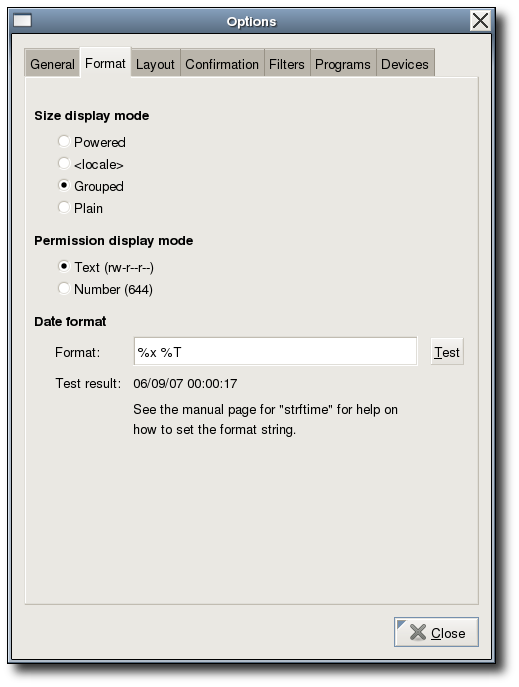 Options
General Format Layout Confirmation Filters Programs Devices
Size display mode
Powered
<locale>
Grouped
Plain
Permission display mode
Text (rw-r--r--)
Number (644)
Date format
Format: %x %T Test
Test result: 06/09/07 00:00:17
See the manual page for "strftime" for help on
how to set the format string.
Close